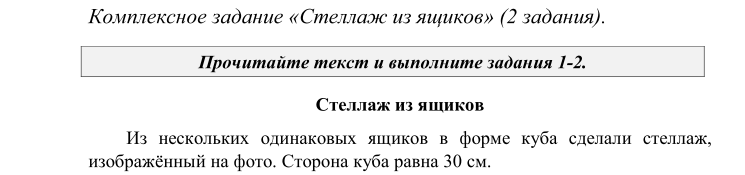 Комплексное задание «Стеллаж из ящиков» (2 задания).
Прочитайте текст и выполните задания 1-2.
Стеллаж из ящиков
Из нескольких одинаковых ящиков в форме куба сделали стеллаж,
изображённый на фото. Сторона куба равна 30 см.